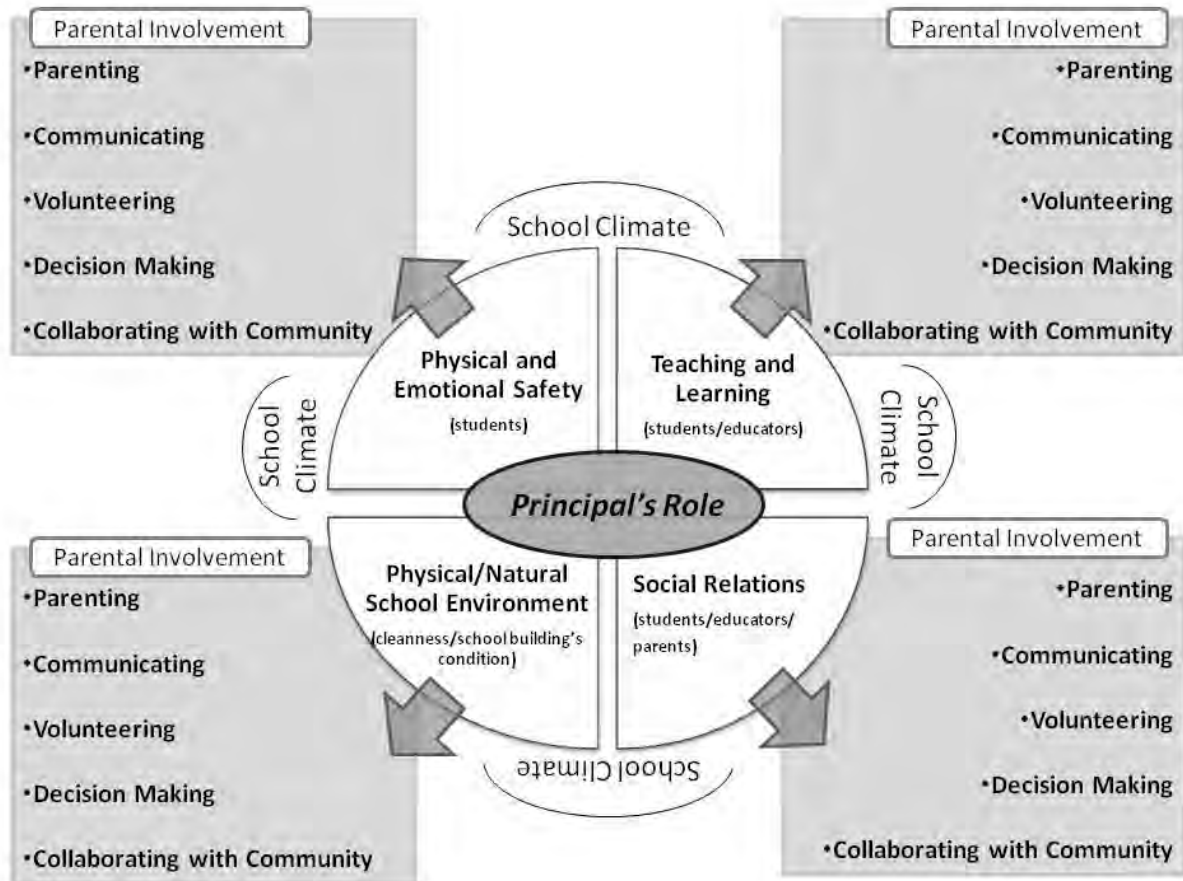 Parental Involvement
•Parenting
•Communicating
•Volunteering
•Decision Making
•Collaborating with Community
Parental Involvement
•Parenting
•Communicating
•Volunteering
•Decision Making
•Collaborating with Community
School Climate
School
Climate
School
Climate
Physical and
Emotional Safety
(students)
Teaching and
Learning
(students/educators)
Principal's Role
Physical/Natural
School Environment
(cleanness/school building's
condition)
Social Relations
(students/educators/
parents)
School Climate
Parental Involvement
•Parenting
•Communicating
•Volunteering
•Decision Making
•Collaborating with Community
Parental Involvement
•Parenting
•Communicating
•Volunteering
•Decision Making
•Collaborating with Community